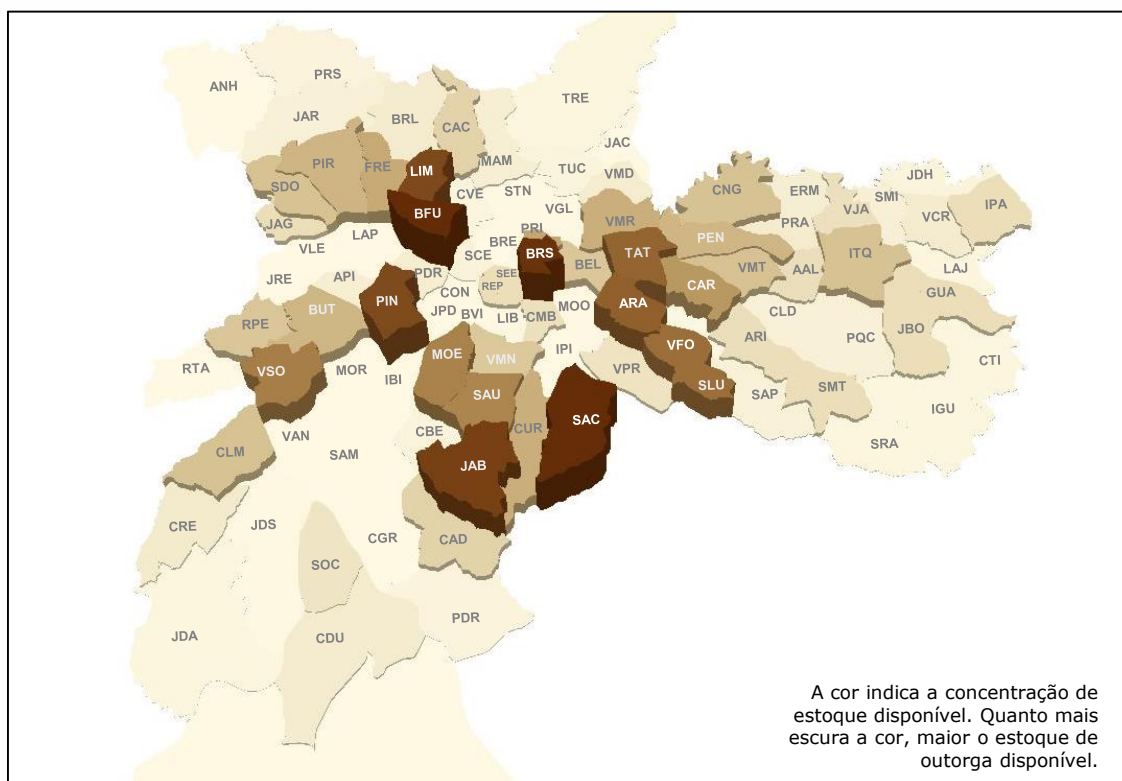 PRS
ANH
TRE
JAR
BRL
CAC
JAC
MAM
PIR
FRE
LIM
TUC
VMD
SDO
CVE
STN
CNG
ERM
JDH
SMI
IPA
JAG
BFU
VGL
VMR
PRA
VJA
VCR
LAP
PRI
VLE
BRE
PEN
SCE
BRS
TAT
VMT
ITQ
BEL
AAL
LAJ
JRE
API
PDR
SEE
REP
CAR
GUA
CON
PIN
ARA
BUT
JPD
BVI
LIB
CMB
MOO
CLD
RPE
ARI
PQC
JBO
MOE
VMN
IPI
VFO
CTI
RTA
VSO
MOR
IBI
VPR
SLU
SAP
SMT
SAU
IGU
CBE
CUR
SAC
VAN
SRA
CLM
SAM
JAB
CRE
JDS
CGR
CAD
SOC
PDR
JDA
CDU
A cor indica a concentração de
estoque disponível. Quanto mais
escura a cor, maior o estoque de
outorga disponível.